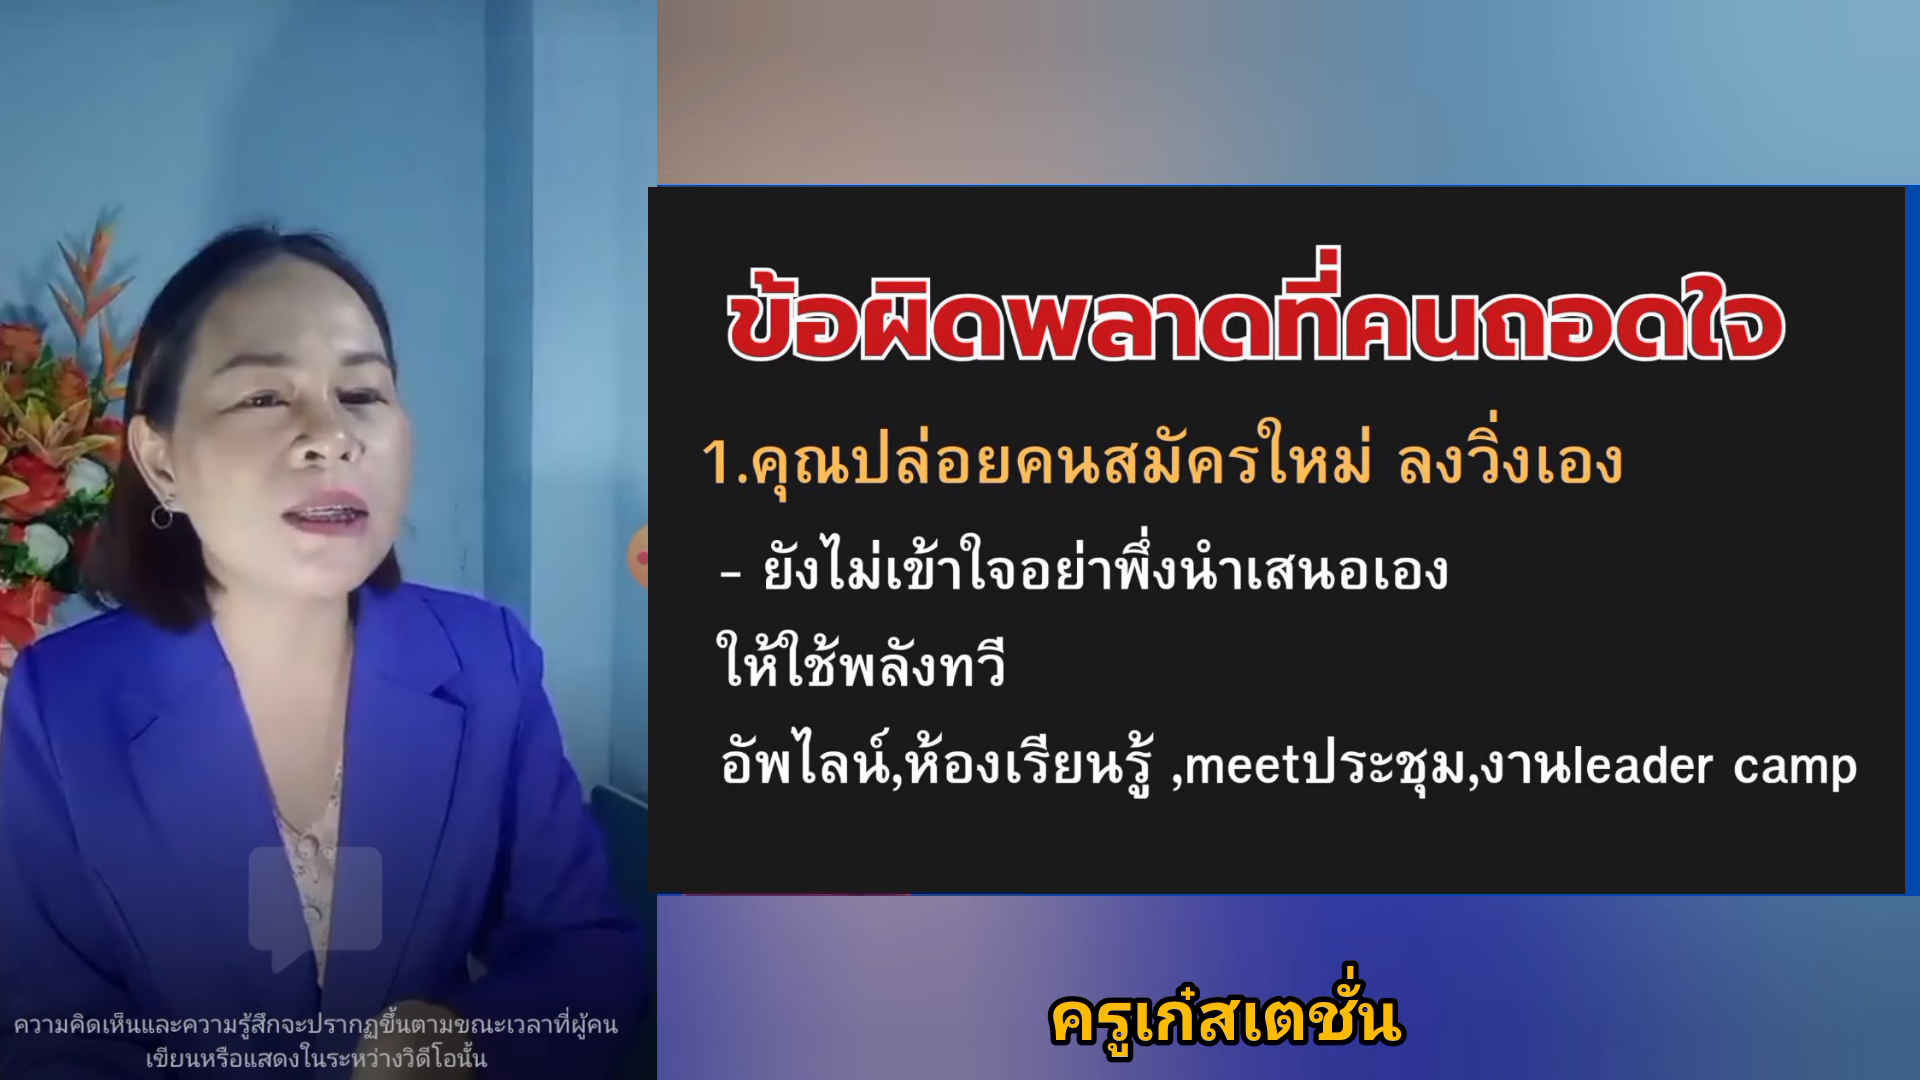 ข้อผิดพลาดที่คนถอดใจ
1.คุณปล่อยคนสมัครใหม่ ลงวิ่งเอง
- ยังไม่เข้าใจอย่าพึ่งนำเสนอเอง
ให้ใช้พลังทวี
อัพไลน์,ห้องเรียนรู้ ,meetประชุม,งานleader camp
ความคิดเห็นและความรู้สึกจะปรากฏขึ้นตามขณะเวลาที่ผู้คน
เขียนหรือแสดงในระหว่างวิดีโอนั้น
ครูเก๋สเตชั่น